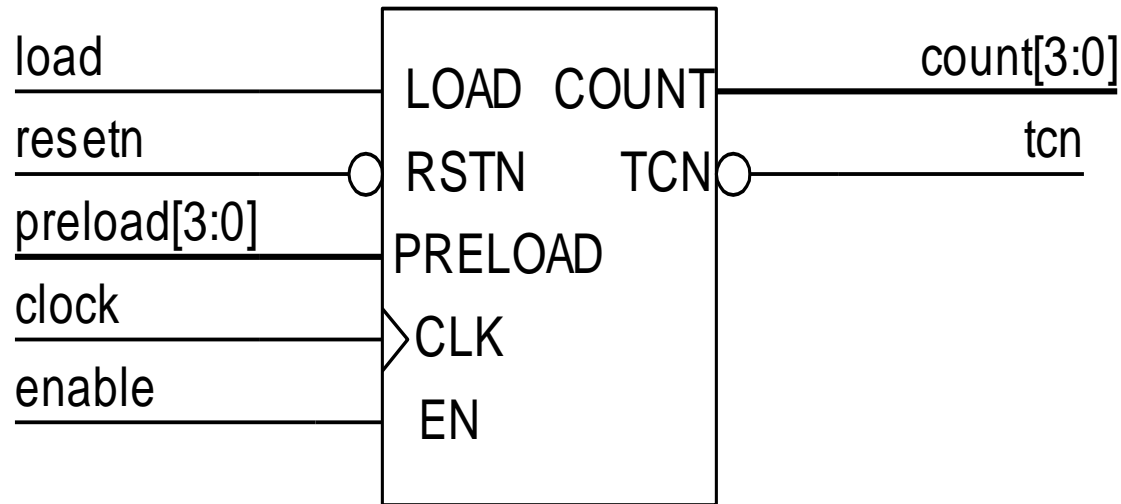 load
LOAD COUNT
count[3:0]
resetn
RSTN TCN
tcn
preload[3:0]
PRELOAD
clock
CLK
enable
EN